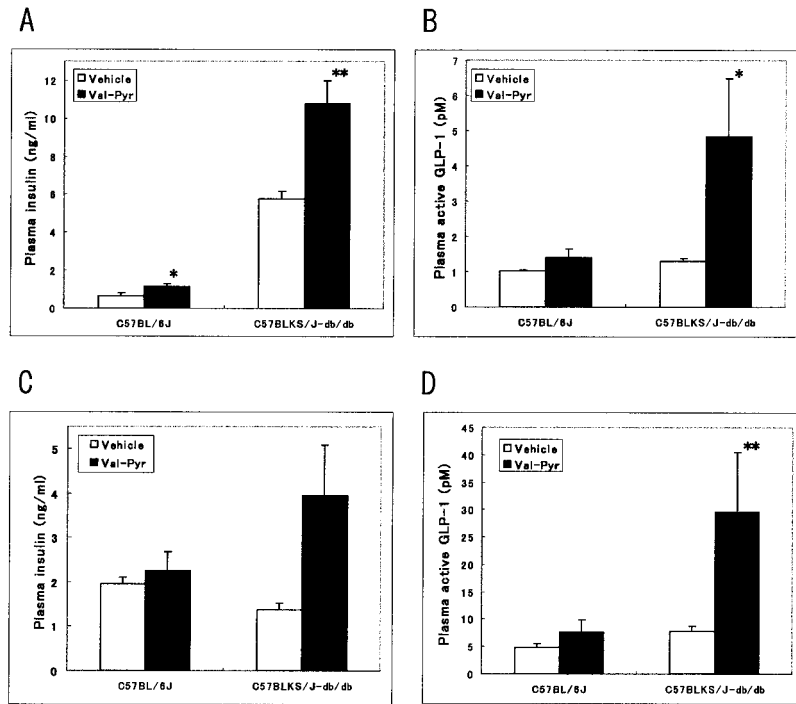 A
Plasma insulin (ng/ml)
12
10
8
6
4
2
0
Vehicle
Val-Pyr
*
**
C57BL/6J
C57BLKS/J-db/db
B
Plasma active GLP-1 (pM)
7
6
5
4
3
2
1
0
Vehicle
Val-Pyr
*
C57BL/6J
C57BLKS/J-db/db
C
Plasma insulin (ng/ml)
5
4
3
2
1
Vehicle
Val-Pyr
C57BL/6J
C57BLKS/J-db/db
D
Plasma active GLP-1 (pM)
45
40
35
30
25
20
15
10
5
0
Vehicle
Val-Pyr
**
C57BL/6J
C57BLKS/J-db/db